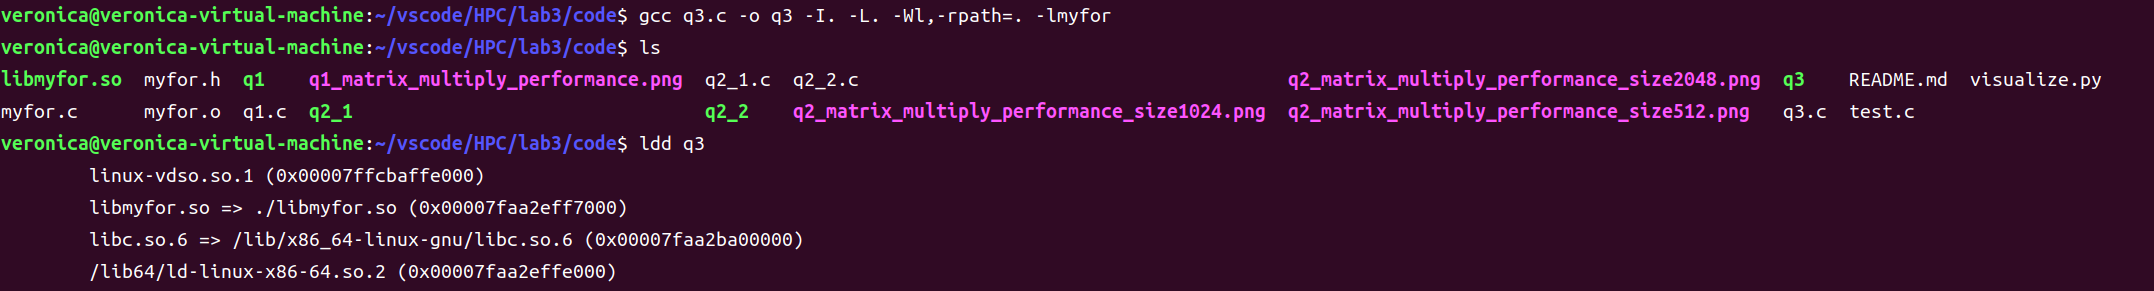 veronica@veronica-virtual-machine:~/vscode/HPC/lab3/code$ gcc q3.c -o q3 -I. -L. -Wl,-rpath=. -lmyfor
veronica@veronica-virtual-machine:~/vscode/HPC/lab3/code$ ls
libmyfor.so  myfor.h  q1    q1_matrix_multiply_performance.png  q2_1.c  q2_2.c                                       q2_matrix_multiply_performance_size2048.png  q3    README.md  visualize.py
myfor.c      myfor.o  q1.c  q2_1                                q2_2    q2_matrix_multiply_performance_size1024.png  q2_matrix_multiply_performance_size512.png   q3.c  test.c
veronica@veronica-virtual-machine:~/vscode/HPC/lab3/code$ ldd q3
        linux-vdso.so.1 (0x00007ffcbaffe000)
        libmyfor.so => ./libmyfor.so (0x00007faa2eff7000)
        libc.so.6 => /lib/x86_64-linux-gnu/libc.so.6 (0x00007faa2ba00000)
        /lib64/ld-linux-x86-64.so.2 (0x00007faa2effe000)